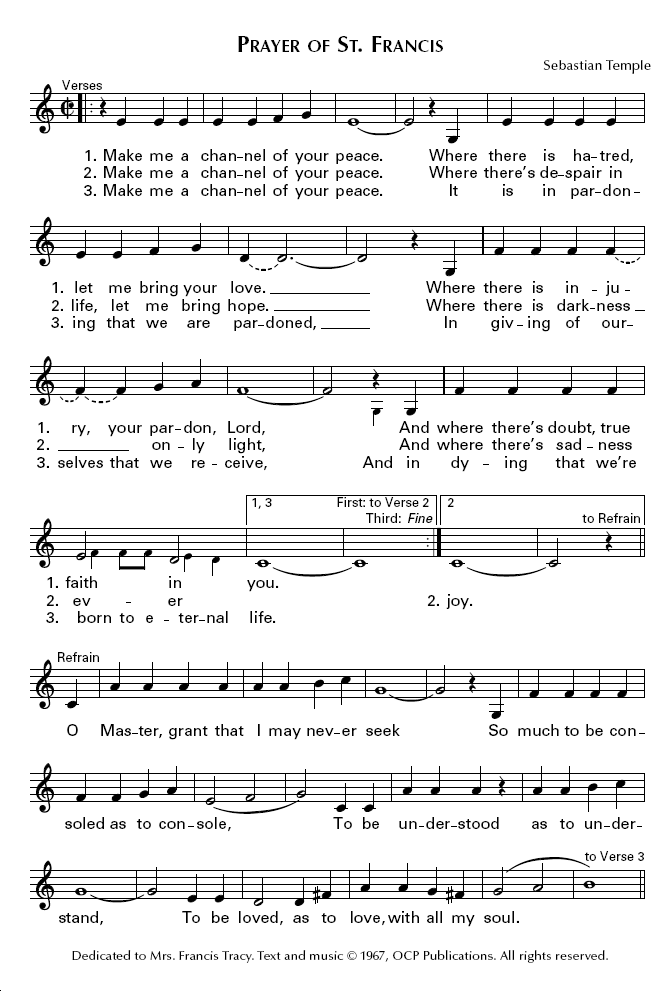 PRAYER OF ST. FRANCIS
Sebastian Temple
Verses
1. Make me a chan–nel of your peace. Where there is ha–tred,
2. Make me a chan–nel of your peace. Where there's de–spair in
3. Make me a chan–nel of your peace. It is in par–don–
1. let me bring your love. Where there is in – ju –
2. life, let me bring hope. Where there is dark–ness
3. ing that we are par–doned, In giv–ing of our–
1. ry, your par–don, Lord, And where there's doubt, true
2. on – ly light, And where there's sad – ness
3. selves that we re – ceive, And in dy – ing that we're
1, 3 First: to Verse 2 2
Third: Fine to Refrain
1. faith in you.
2. ev – er 2. joy.
3. born to e – ter–nal life.
Refrain
O Mas–ter, grant that I may nev–er seek So much to be con–
soled as to con–sole, To be un–der–stood as to un–der–
to Verse 3
stand, To be loved, as to love, with all my soul.
Dedicated to Mrs. Francis Tracy. Text and music © 1967, OCP Publications. All rights reserved.